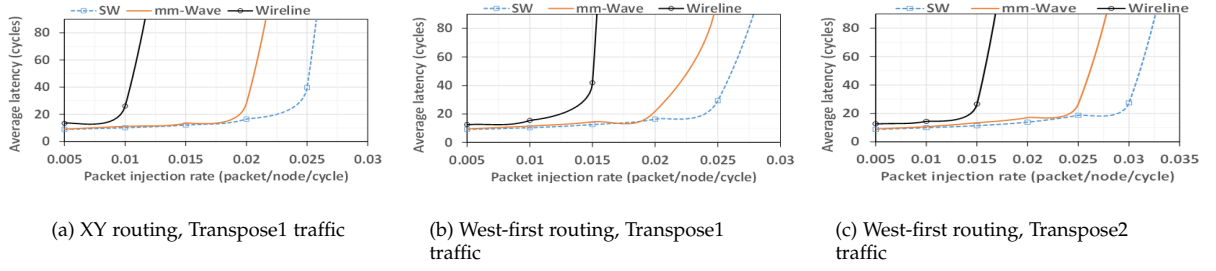 SW mm-Wave Wireline
80
60
40
20
0
Average latency (cycles)
0.005 0.01 0.015 0.02 0.025 0.03
Packet injection rate (packet/node/cycle)
(a) XY routing, Transpose1 traffic
SW mm-Wave Wireline
80
60
40
20
0
Average latency (cycles)
0.005 0.01 0.015 0.02 0.025 0.03
Packet injection rate (packet/node/cycle)
(b) West-first routing, Transpose1
traffic
SW mm-Wave Wireline
80
60
40
20
0
Average latency (cycles)
0.005 0.01 0.015 0.02 0.025 0.03 0.035
Packet injection rate (packet/node/cycle)
(c) West-first routing, Transpose2
traffic